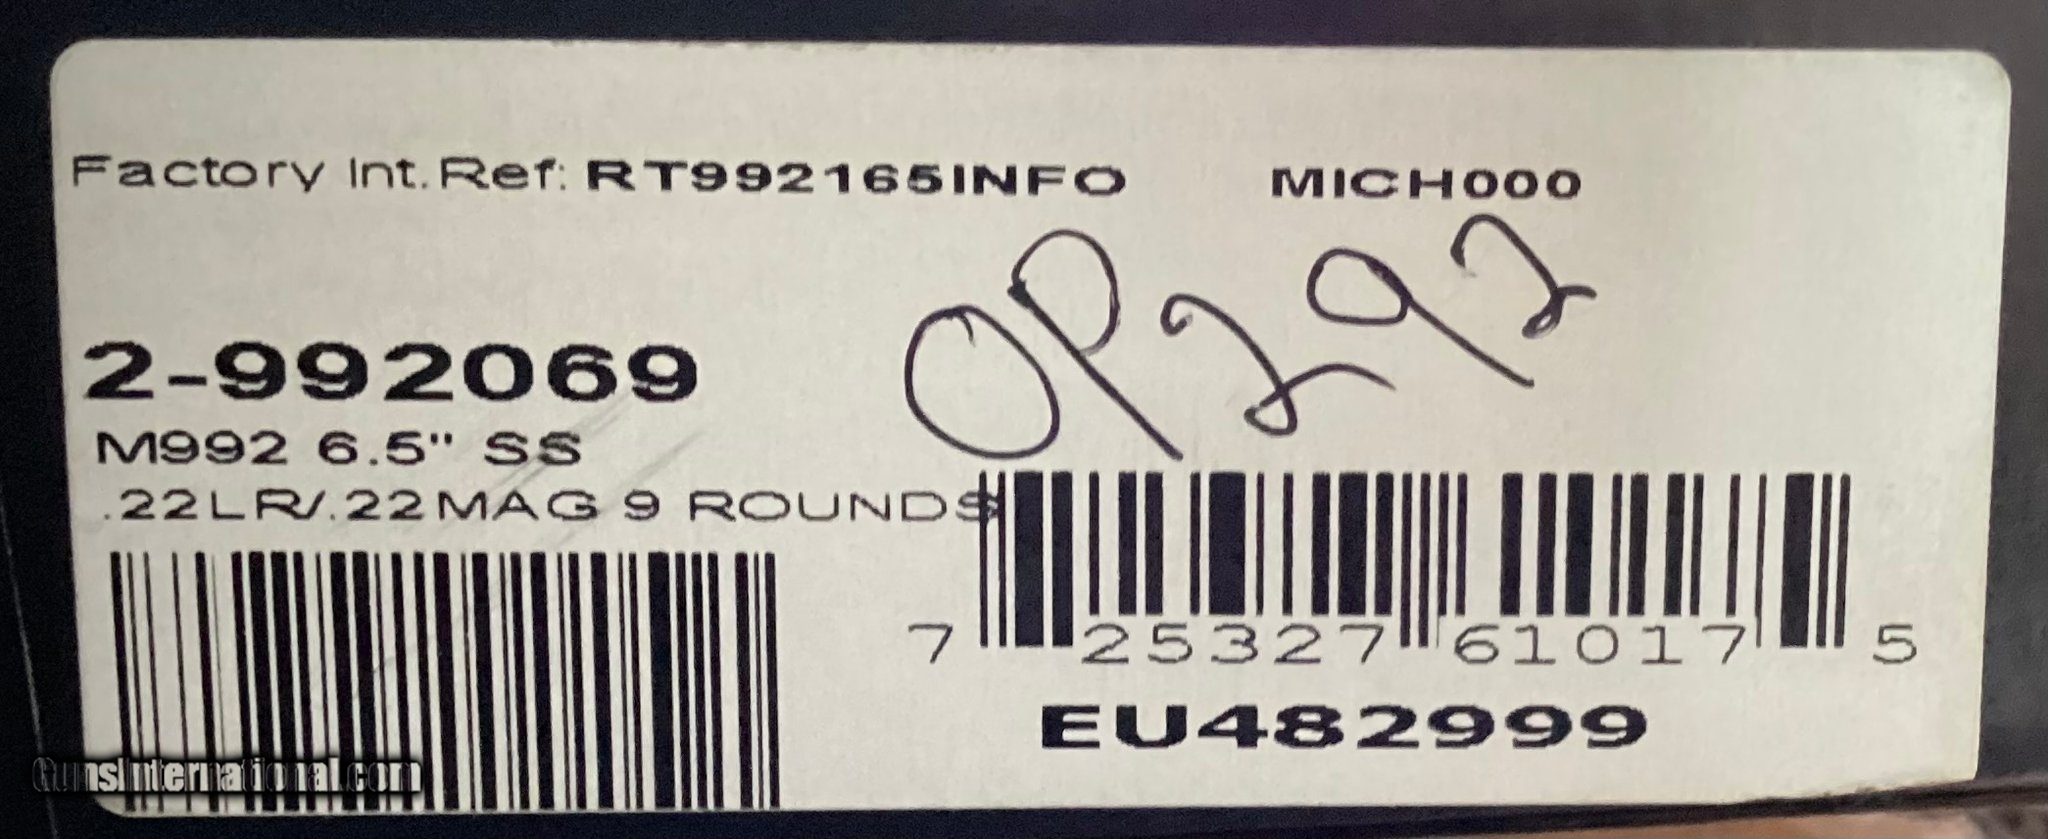 Factory Int. Ref: RT992165INFO MICH000
OP292
2-992069
M992 6.5" SS
.22LR/.22MAG 9 ROUNDS
7 25327 61017 5
EU482999
GunsInternational.com